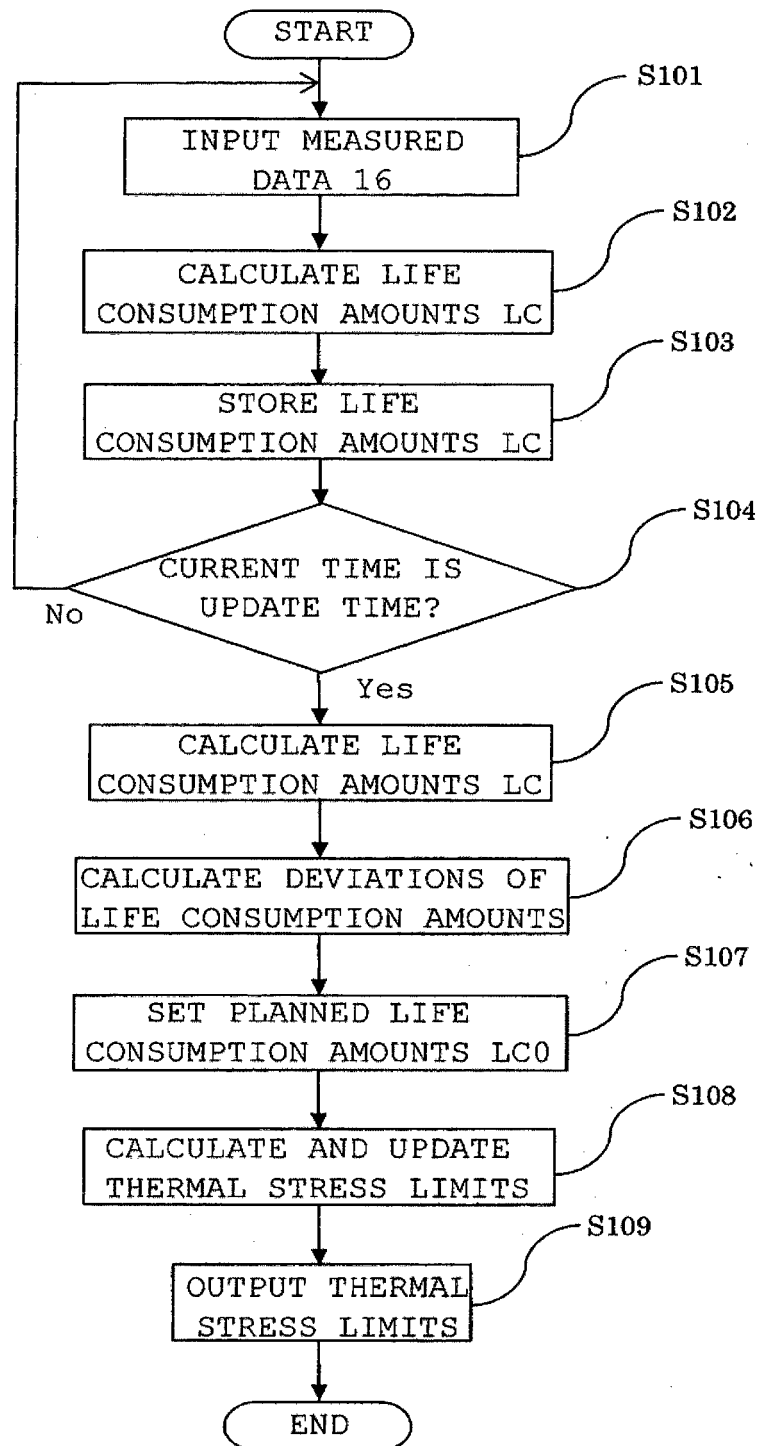 START
S101
INPUT MEASURED
DATA 16
S102
CALCULATE LIFE
CONSUMPTION AMOUNTS LC
S103
STORE LIFE
CONSUMPTION AMOUNTS LC
S104
CURRENT TIME IS
UPDATE TIME?
No
Yes
S105
CALCULATE LIFE
CONSUMPTION AMOUNTS LC
S106
CALCULATE DEVIATIONS OF
LIFE CONSUMPTION AMOUNTS
S107
SET PLANNED LIFE
CONSUMPTION AMOUNTS LC0
S108
CALCULATE AND UPDATE
THERMAL STRESS LIMITS
S109
OUTPUT THERMAL
STRESS LIMITS
END